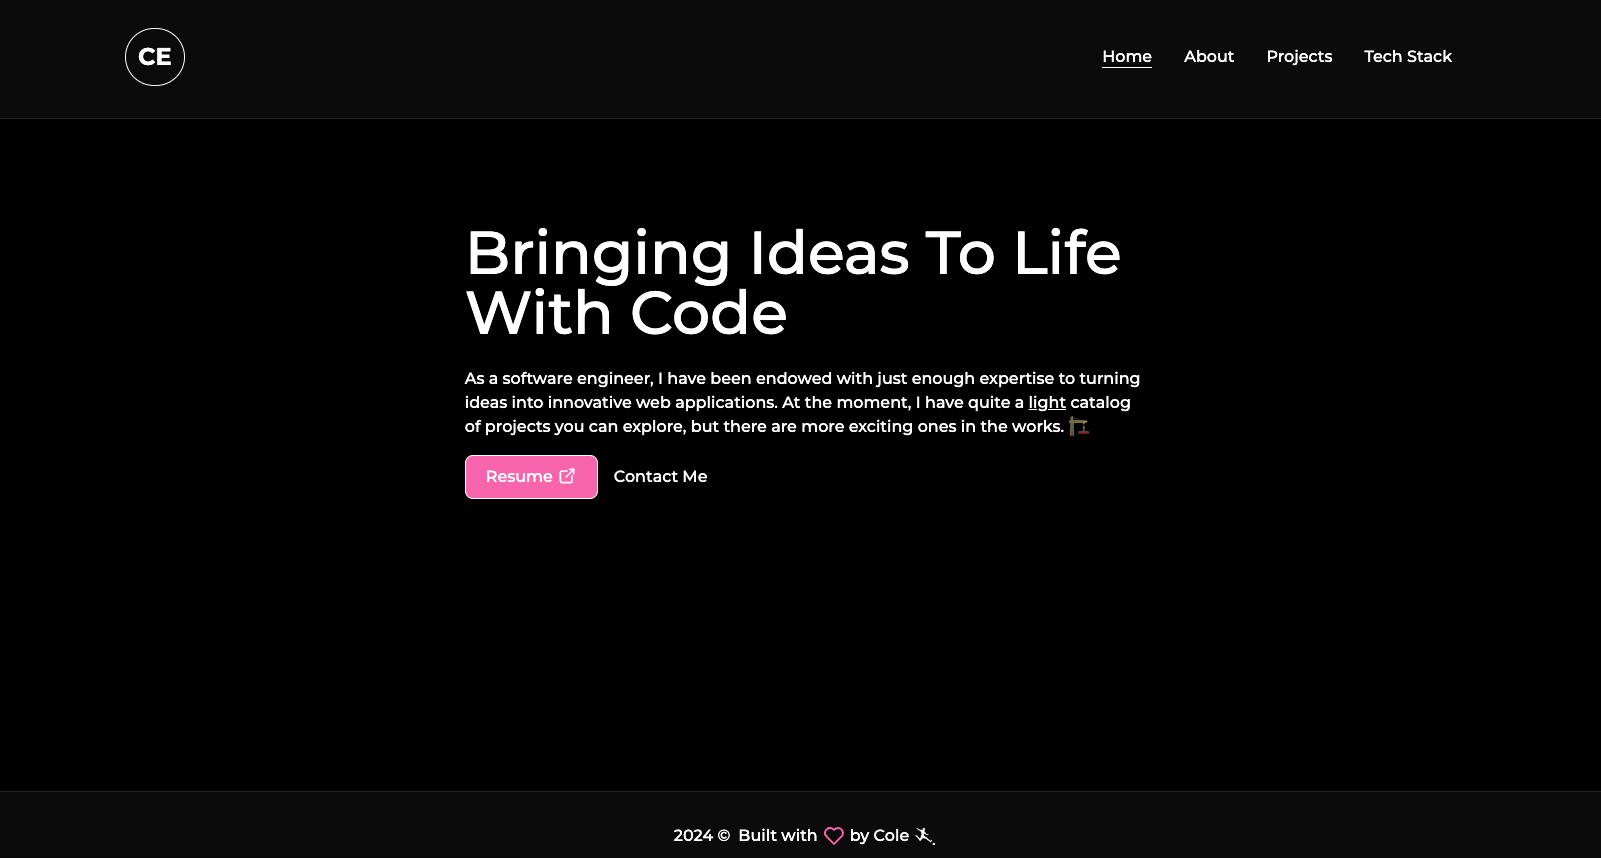 CE
Home About Projects Tech Stack
Bringing Ideas To Life
With Code
As a software engineer, I have been endowed with just enough expertise to turning
ideas into innovative web applications. At the moment, I have quite a light catalog
of projects you can explore, but there are more exciting ones in the works. 🏗️
Resume Contact Me
2024 © Built with by Cole